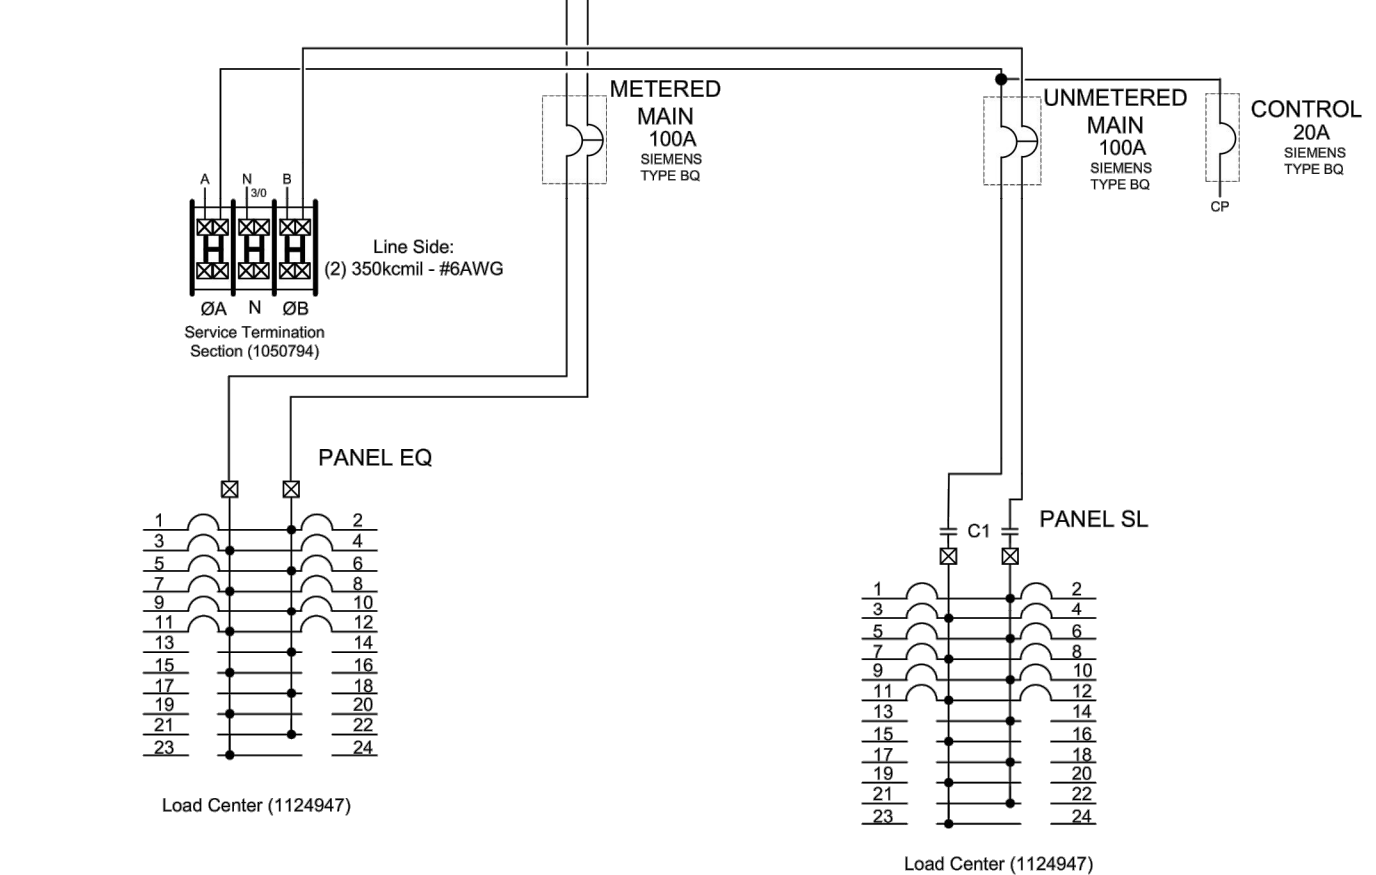 METERED
MAIN
100A
SIEMENS
TYPE BQ
UNMETERED
MAIN
100A
SIEMENS
TYPE BQ
CONTROL
20A
SIEMENS
TYPE BQ
CP
A N B
3/0
H H H
Line Side:
(2) 350kcmil - #6AWG
ØA N ØB
Service Termination
Section (1050794)
PANEL EQ
1 2
3 4
5 6
7 8
9 10
11 12
13 14
15 16
17 18
19 20
21 22
23 24
Load Center (1124947)
PANEL SL
C1
1 2
3 4
5 6
7 8
9 10
11 12
13 14
15 16
17 18
19 20
21 22
23 24
Load Center (1124947)